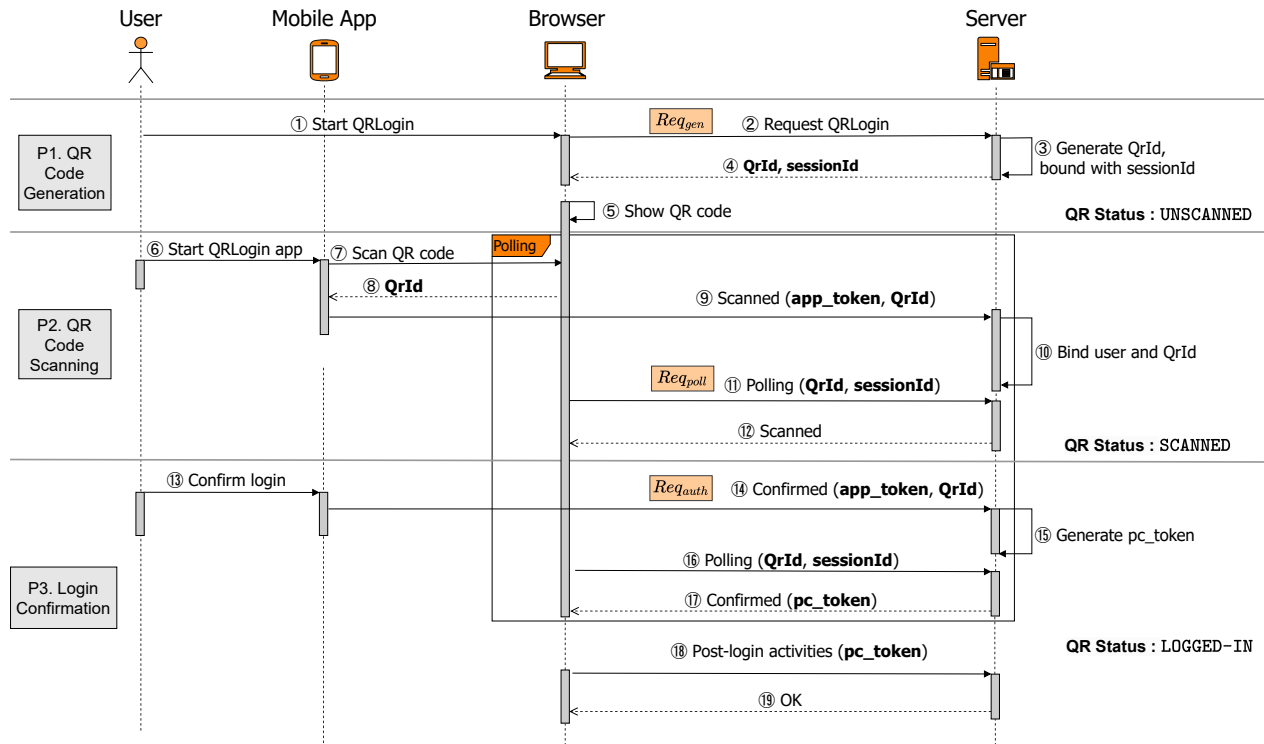 User
Mobile App
Browser
Server
P1. QR
Code
Generation
① Start QRLogin
Req_gen
② Request QRLogin
③ Generate QrId,
bound with sessionId
④ QrId, sessionId
⑤ Show QR code
QR Status : UNSCANNED
Polling
⑥ Start QRLogin app
⑦ Scan QR code
⑧ QrId
⑨ Scanned (app_token, QrId)
P2. QR
Code
Scanning
⑩ Bind user and QrId
Req_poll
⑪ Polling (QrId, sessionId)
⑫ Scanned
QR Status : SCANNED
⑬ Confirm login
Req_auth
⑭ Confirmed (app_token, QrId)
⑮ Generate pc_token
⑯ Polling (QrId, sessionId)
P3. Login
Confirmation
⑰ Confirmed (pc_token)
QR Status : LOGGED-IN
⑱ Post-login activities (pc_token)
⑲ OK